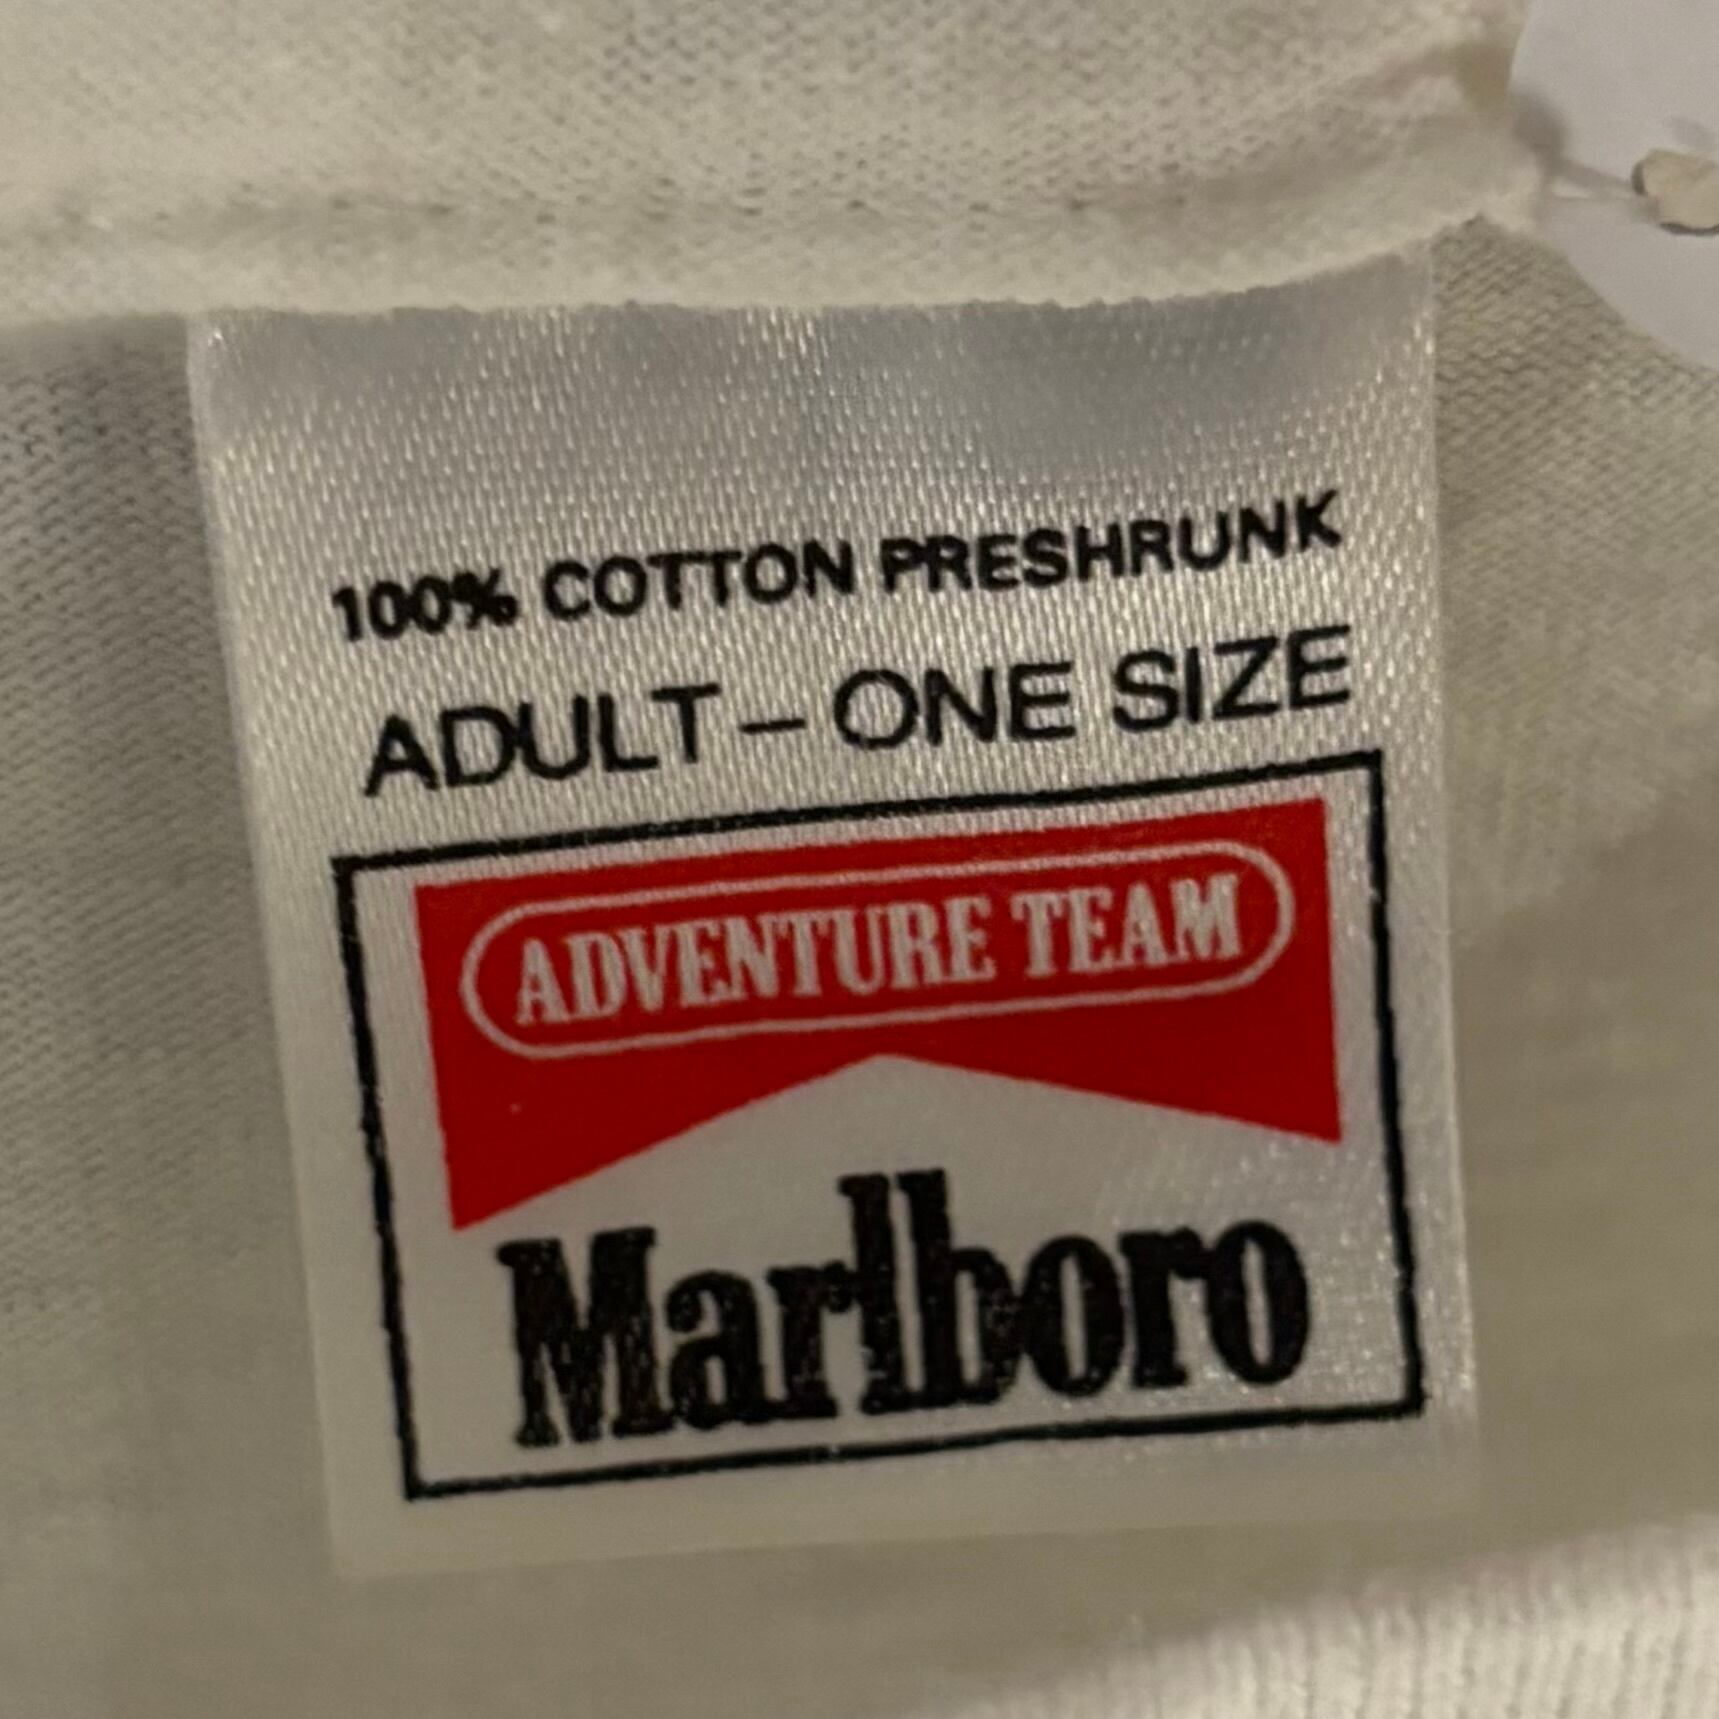 100% COTTON PRESHRUNK
ADULT – ONE SIZE
ADVENTURE TEAM
Marlboro